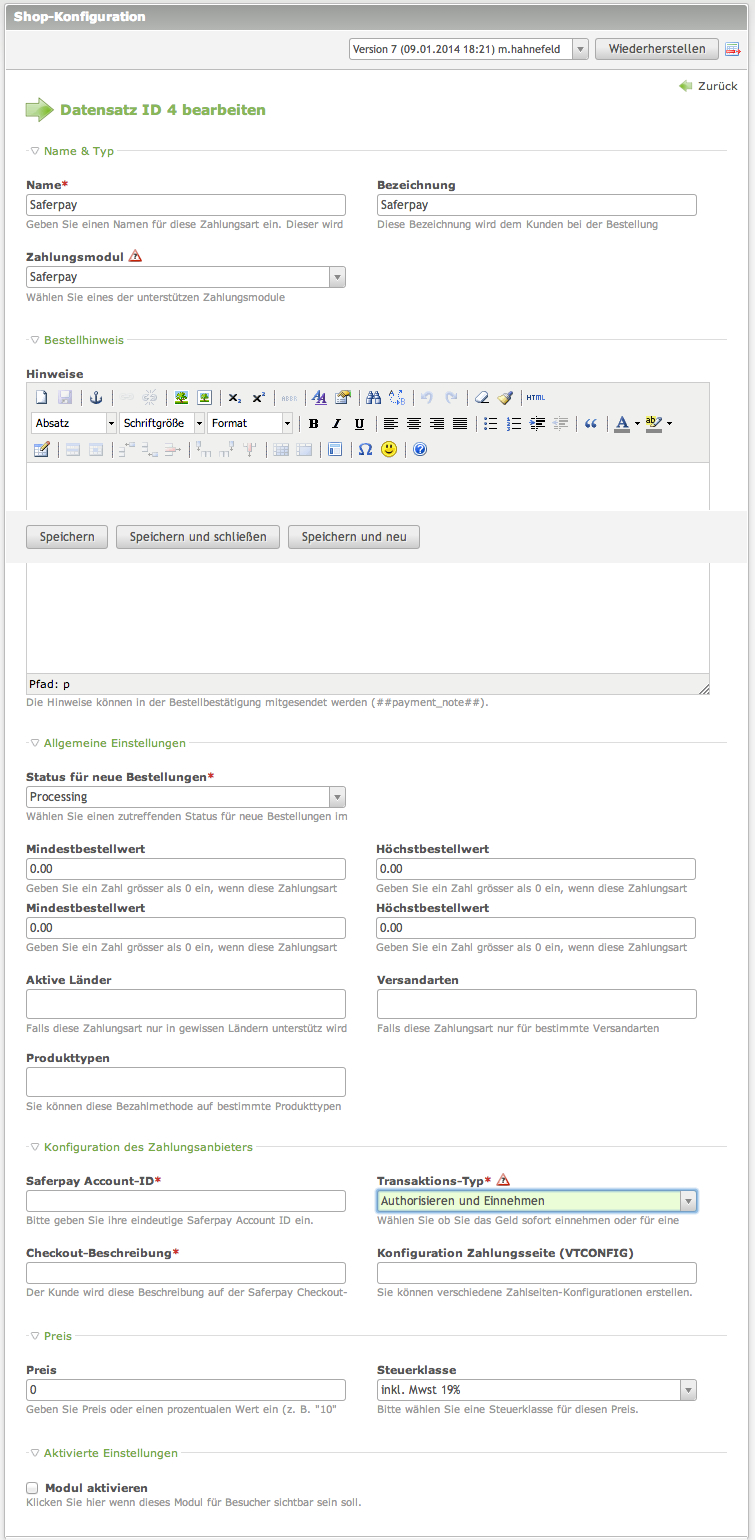 Shop-Konfiguration
Version 7 (09.01.2014 18:21) m.hahnefeld
Wiederherstellen
Zurück
Datensatz ID 4 bearbeiten
Name & Typ
Name*
Bezeichnung
Saferpay
Saferpay
Geben Sie einen Namen für diese Zahlungsart ein. Dieser wird
Diese Bezeichnung wird dem Kunden bei der Bestellung
Zahlungsmodul
Saferpay
Wählen Sie eines der unterstützen Zahlungsmodule
Bestellhinweis
Hinweise
ABBR
HTML
Absatz
Schriftgröße
Format
B I U
Pfad: p
Speichern
Speichern und schließen
Speichern und neu
Die Hinweise können in der Bestellbestätigung mitgesendet werden (##payment_note##).
Allgemeine Einstellungen
Status für neue Bestellungen*
Processing
Wählen Sie einen zutreffenden Status für neue Bestellungen im
Mindestbestellwert
Höchstbestellwert
0.00
0.00
Geben Sie ein Zahl grösser als 0 ein, wenn diese Zahlungsart
Geben Sie ein Zahl grösser als 0 ein, wenn diese Zahlungsart
Mindestbestellwert
Höchstbestellwert
0.00
0.00
Geben Sie ein Zahl grösser als 0 ein, wenn diese Zahlungsart
Geben Sie ein Zahl grösser als 0 ein, wenn diese Zahlungsart
Aktive Länder
Versandarten
Falls diese Zahlungsart nur in gewissen Ländern unterstütz wird
Falls diese Zahlungsart nur für bestimmte Versandarten
Produkttypen
Sie können diese Bezahlmethode auf bestimmte Produkttypen
Konfiguration des Zahlungsanbieters
Saferpay Account-ID*
Transaktions-Typ*
Authorisieren und Einnehmen
Bitte geben Sie ihre eindeutige Saferpay Account ID ein.
Wählen Sie ob Sie das Geld sofort einnehmen oder für eine
Checkout-Beschreibung*
Konfiguration Zahlungsseite (VTCONFIG)
Der Kunde wird diese Beschreibung auf der Saferpay Checkout-
Sie können verschiedene Zahlseiten-Konfigurationen erstellen.
Preis
Preis
Steuerklasse
0
inkl. Mwst 19%
Geben Sie Preis oder einen prozentualen Wert ein (z. B. "10"
Bitte wählen Sie eine Steuerklasse für diesen Preis.
Aktivierte Einstellungen
Modul aktivieren
Klicken Sie hier wenn dieses Modul für Besucher sichtbar sein soll.